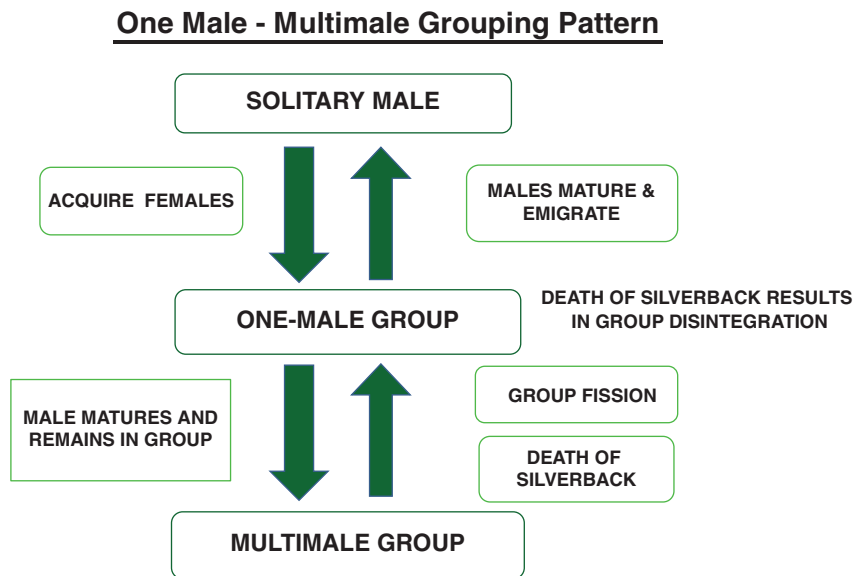 One Male - Multimale Grouping Pattern
SOLITARY MALE
ACQUIRE FEMALES
MALES MATURE &
EMIGRATE
ONE-MALE GROUP
DEATH OF SILVERBACK RESULTS
IN GROUP DISINTEGRATION
MALE MATURES AND
REMAINS IN GROUP
GROUP FISSION
DEATH OF
SILVERBACK
MULTIMALE GROUP